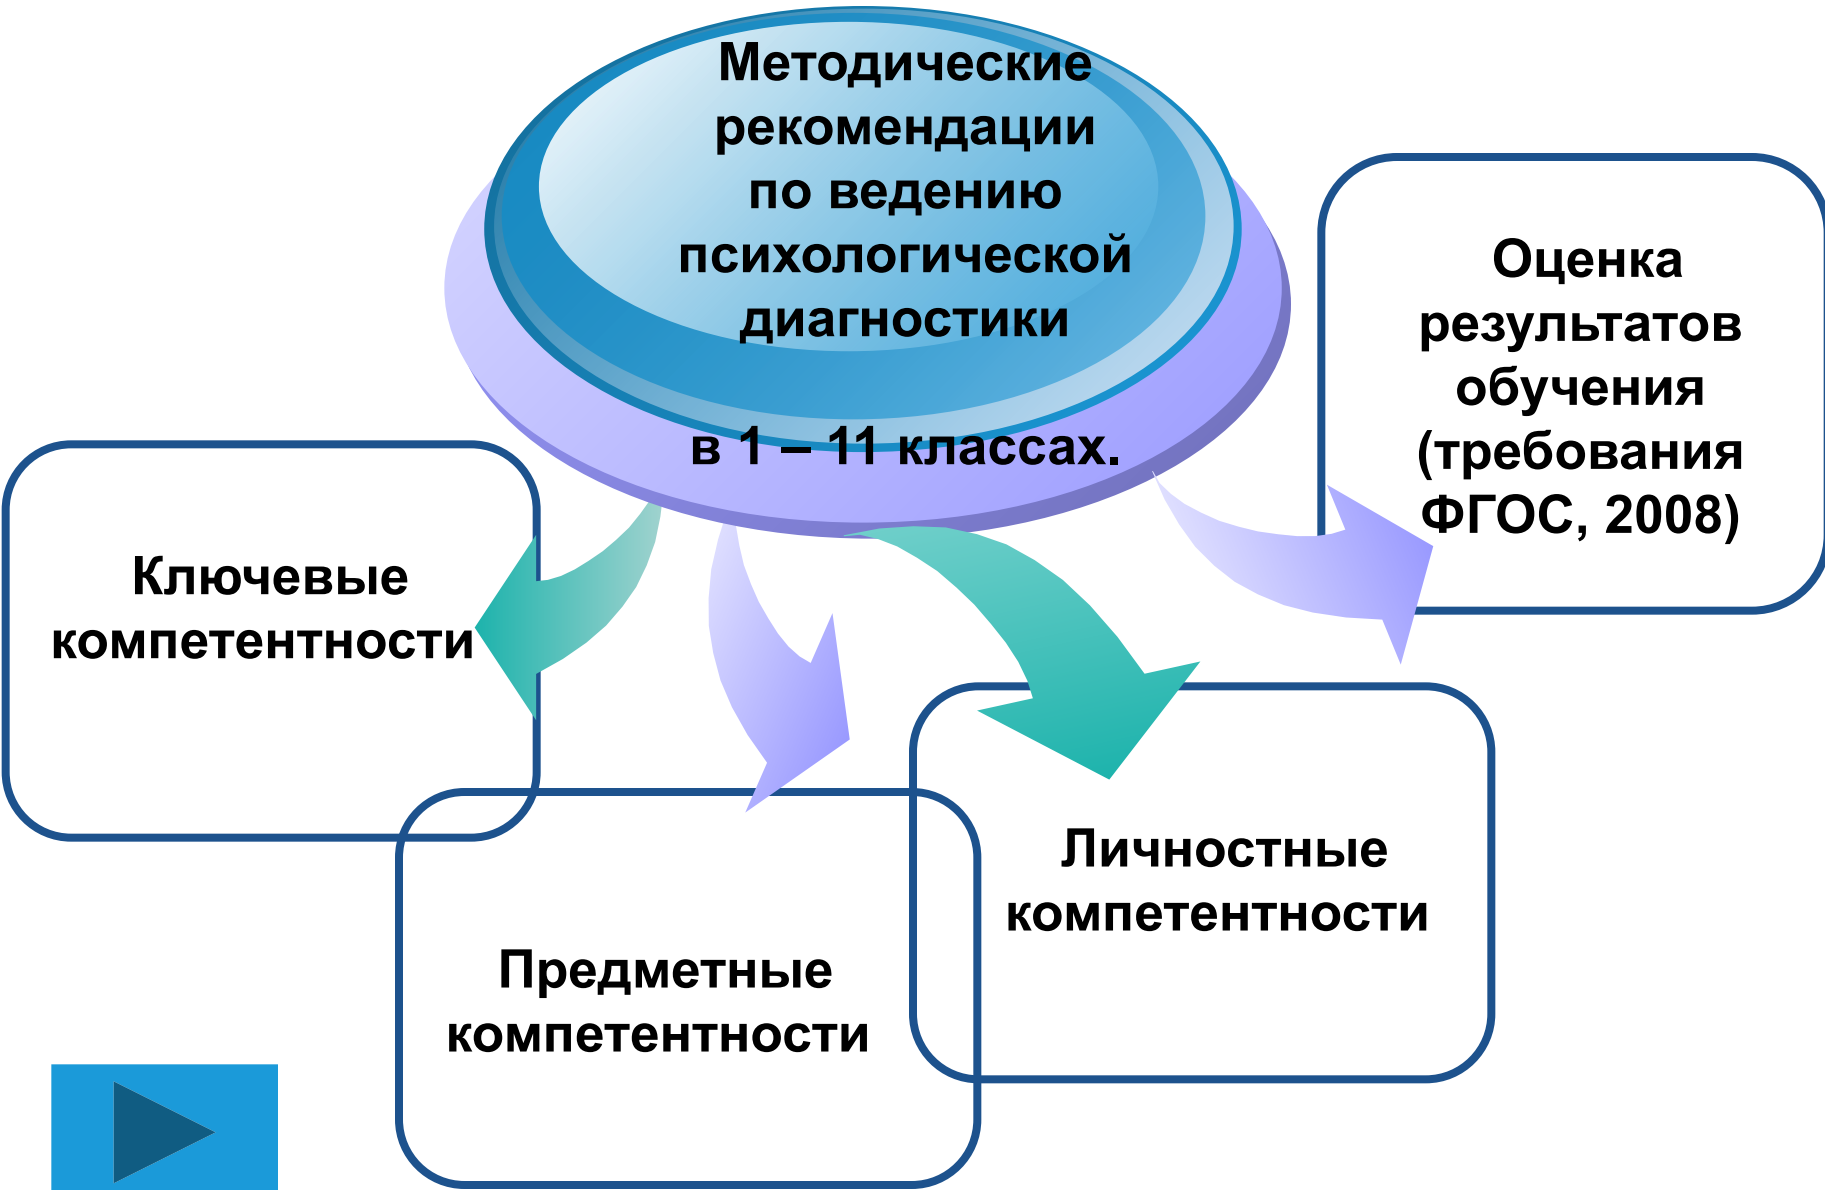 Методические
рекомендации
по ведению
психологической
диагностики
в 1 – 11 классах.
Оценка
результатов
обучения
(требования
ФГОС, 2008)
Ключевые
компетентности
Личностные
компетентности
Предметные
компетентности